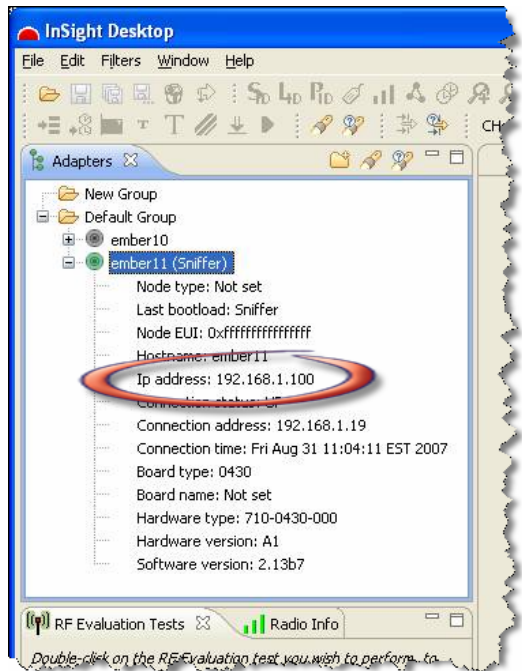 InSight Desktop
File Edit Filters Window Help
CH
Adapters
New Group
Default Group
ember10
ember11 (Sniffer)
Node type: Not set
Last bootload: Sniffer
Node EUI: 0xffffffffffffffff
Hostname: ember11
Ip address: 192.168.1.100
Connection status: UP
Connection address: 192.168.1.19
Connection time: Fri Aug 31 11:04:11 EST 2007
Board type: 0430
Board name: Not set
Hardware type: 710-0430-000
Hardware version: A1
Software version: 2.13b7
RF Evaluation Tests Radio Info
Double-click on the RF Evaluation test you wish to perform, to